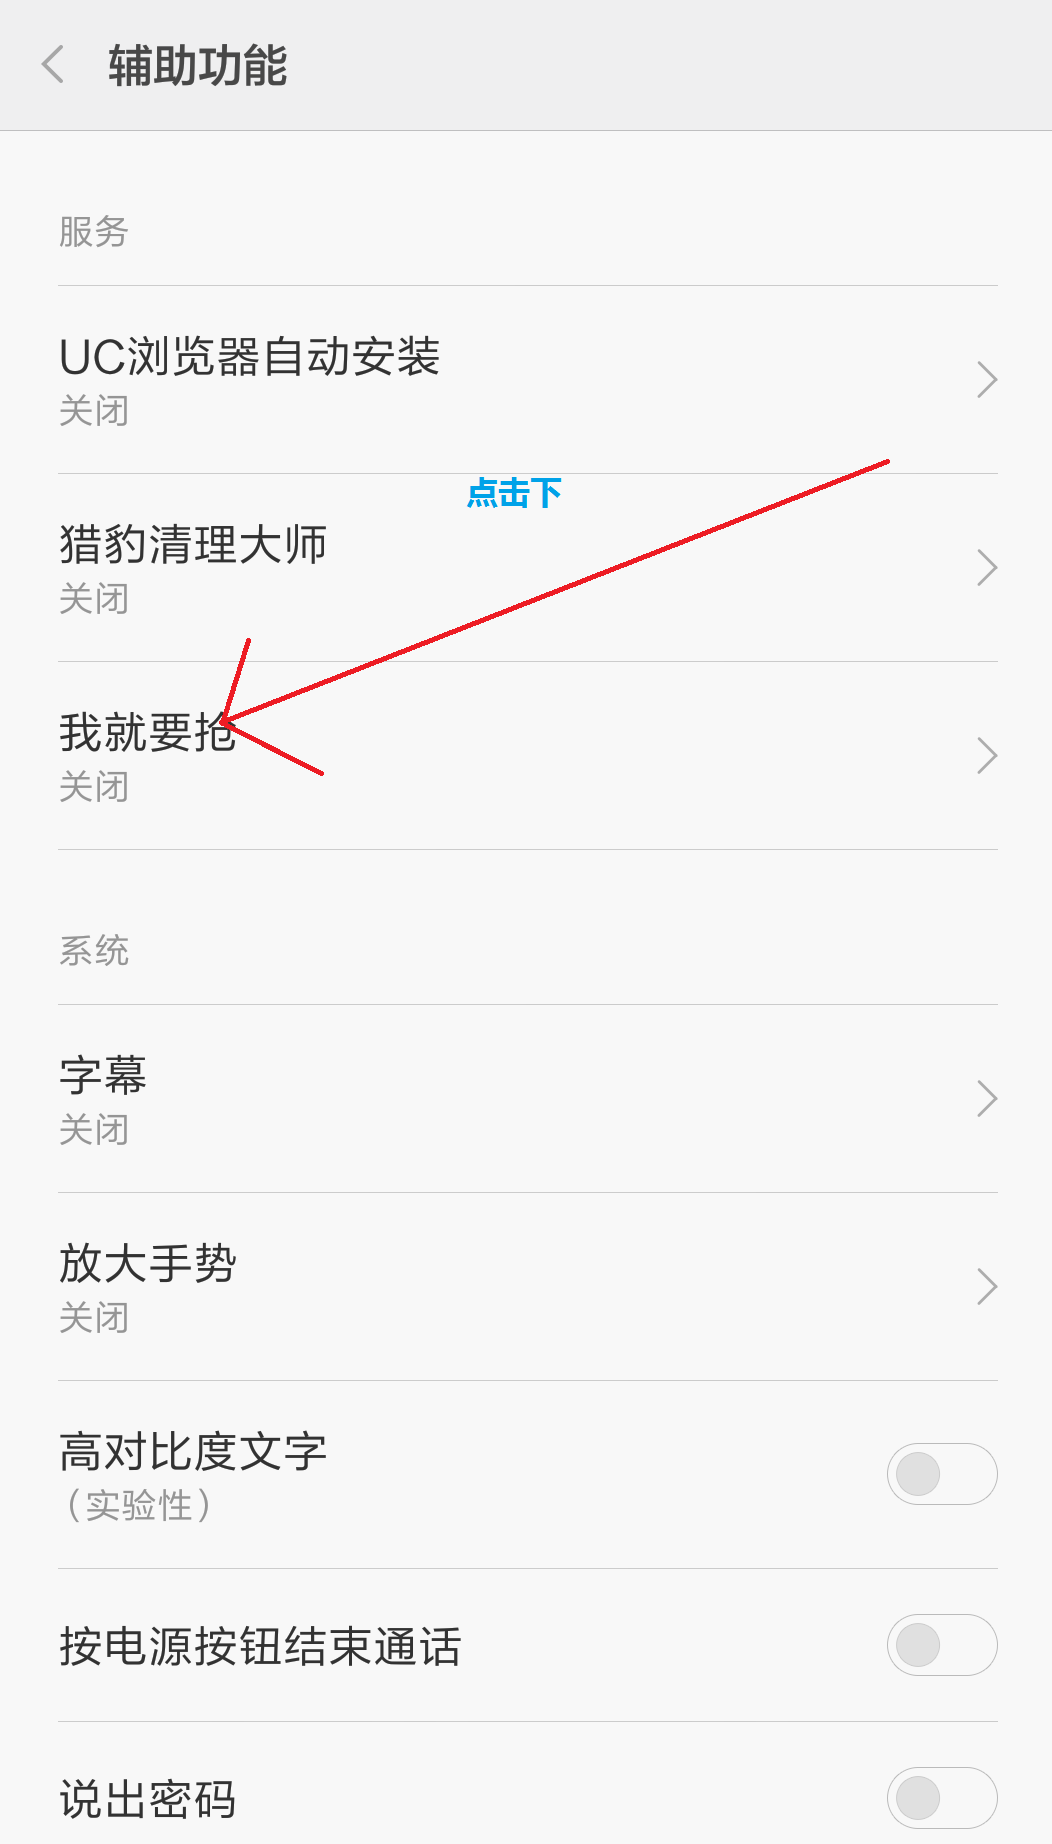 辅助功能
服务
UC浏览器自动安装
关闭
点击下
猎豹清理大师
关闭
我就要抢
关闭
系统
字幕
关闭
放大手势
关闭
高对比度文字
（实验性）
按电源按钮结束通话
说出密码